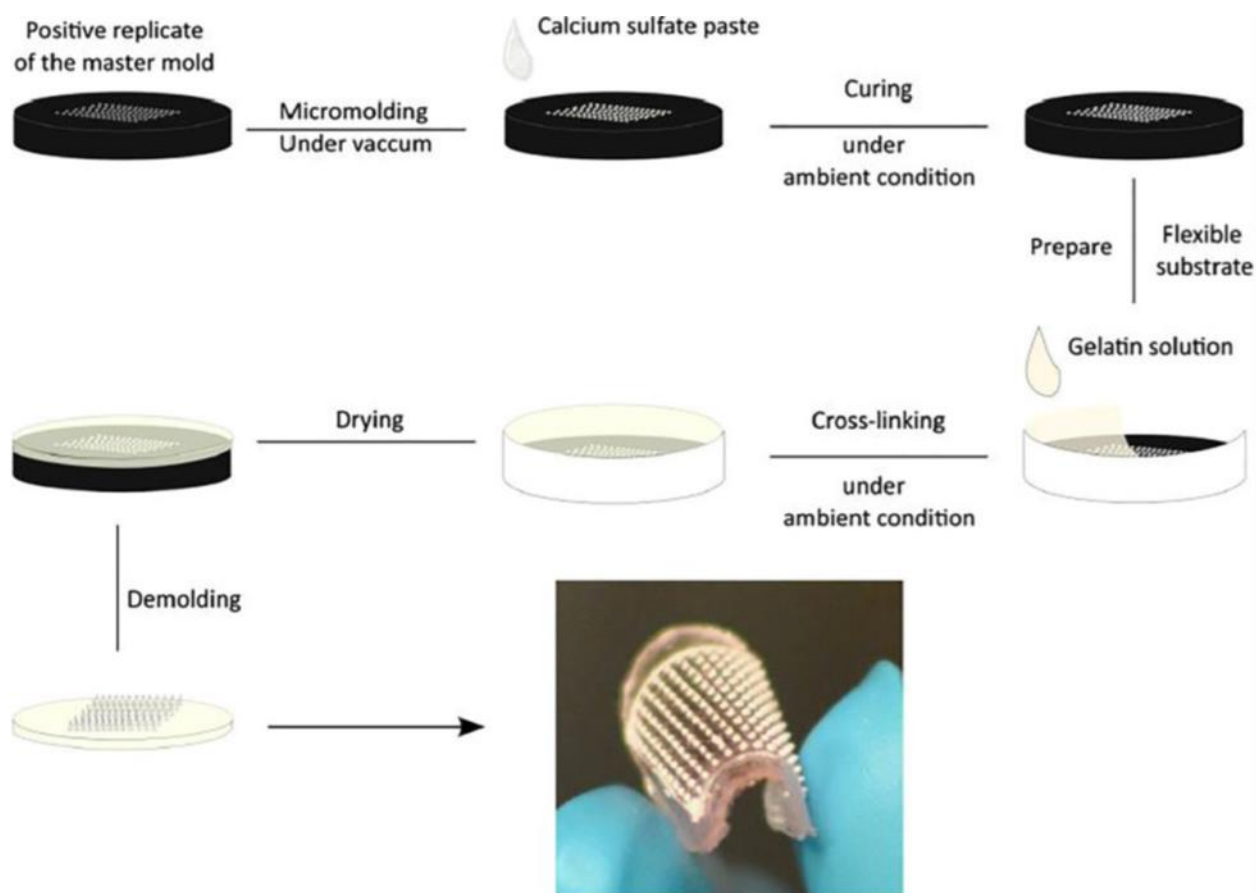 Positive replicate
of the master mold
Micromolding
Under vaccum
Calcium sulfate paste
Curing
under
ambient condition
Prepare
Flexible
substrate
Gelatin solution
Cross-linking
under
ambient condition
Drying
Demolding